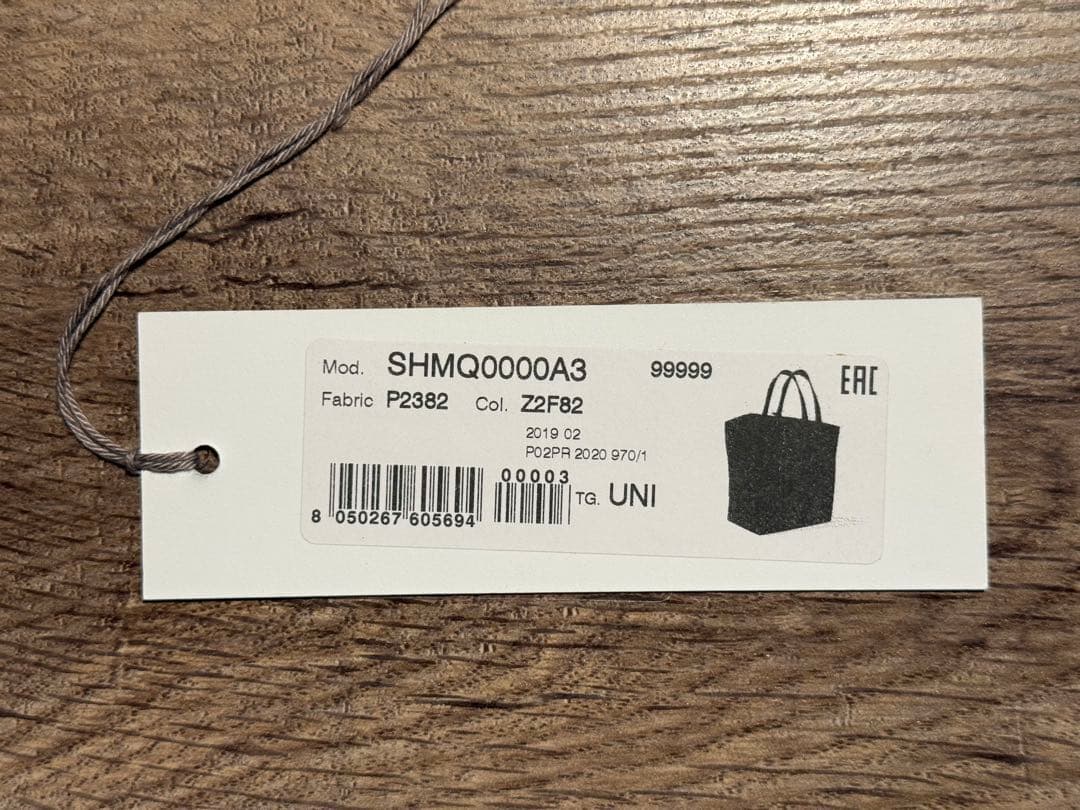 Mod. SHMQ0000A3 99999 EAC
Fabric P2382 Col. Z2F82
2019 02
P02PR 2020 970/1
00003
TG. UNI
8 050267 605694